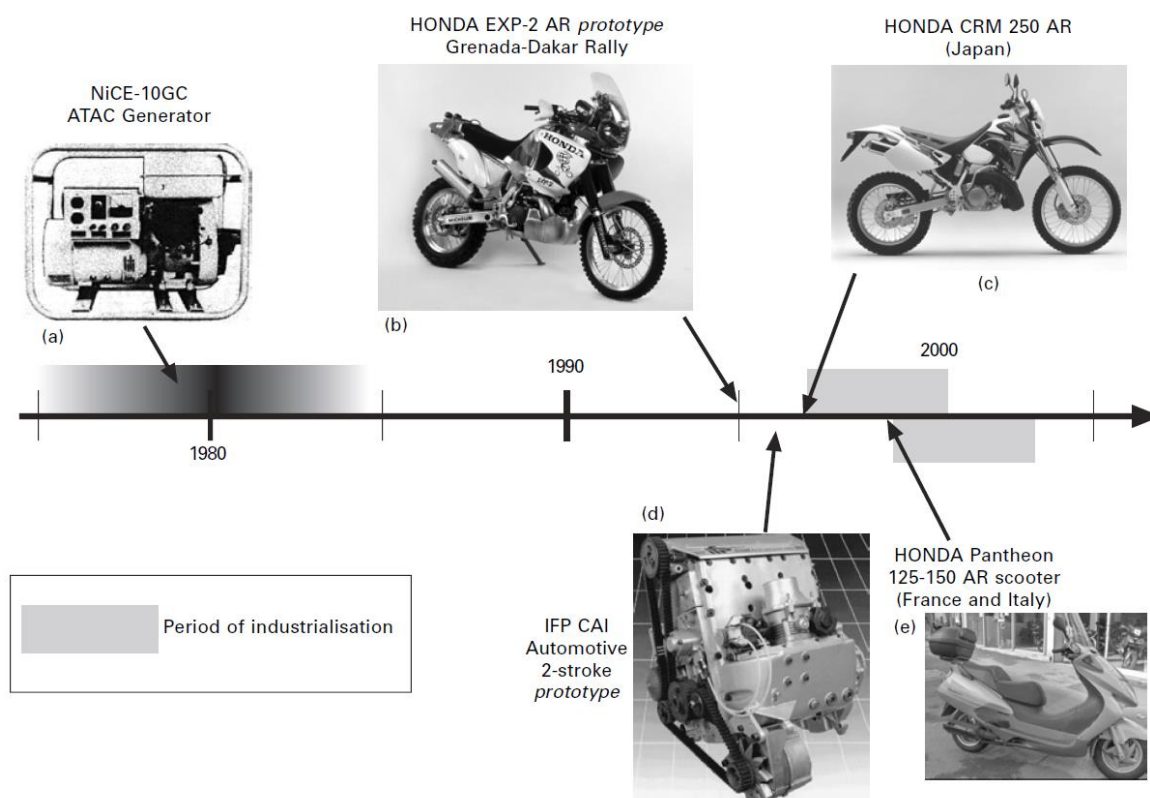 HONDA EXP-2 AR prototype
Grenada-Dakar Rally
HONDA CRM 250 AR
(Japan)
NiCE-10GC
ATAC Generator
HONDA
(a)
(b)
(c)
1990
2000
1980
(d)
HONDA Pantheon
125-150 AR scooter
(France and Italy)
(e)
IFP CAI
Automotive
2-stroke
prototype
Period of industrialisation